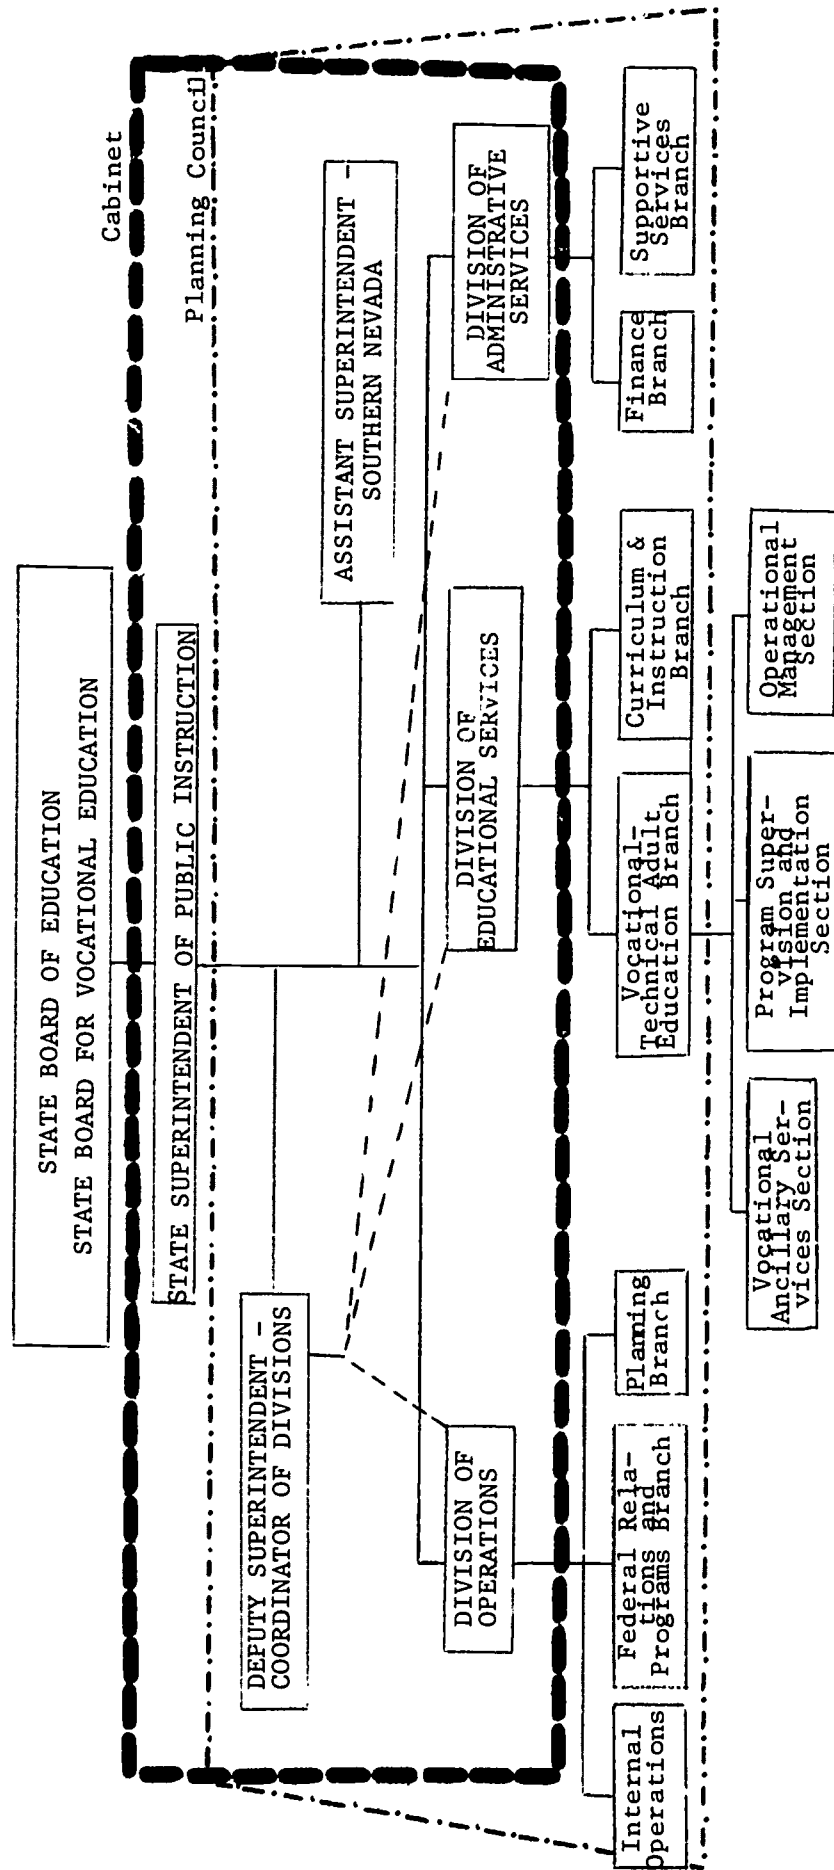 Cabinet
Planning Council
STATE BOARD OF EDUCATION
STATE BOARD FOR VOCATIONAL EDUCATION
STATE SUPERINTENDENT OF PUBLIC INSTRUCTION
DEPUTY SUPERINTENDENT –
COORDINATOR OF DIVISIONS
ASSISTANT SUPERINTENDENT –
SOUTHERN NEVADA
DIVISION OF
OPERATIONS
DIVISION OF
EDUCATIONAL SERVICES
DIVISION OF
ADMINISTRATIVE
SERVICES
Internal
Operations
Federal Rela-
tions and
Programs Branch
Planning
Branch
Vocational-
Technical Adult
Education Branch
Curriculum &
Instruction
Branch
Finance
Branch
Supportive
Services
Branch
Vocational
Ancillary Ser-
vices Section
Program Super-
vision and
Implementation
Section
Operational
Management
Section